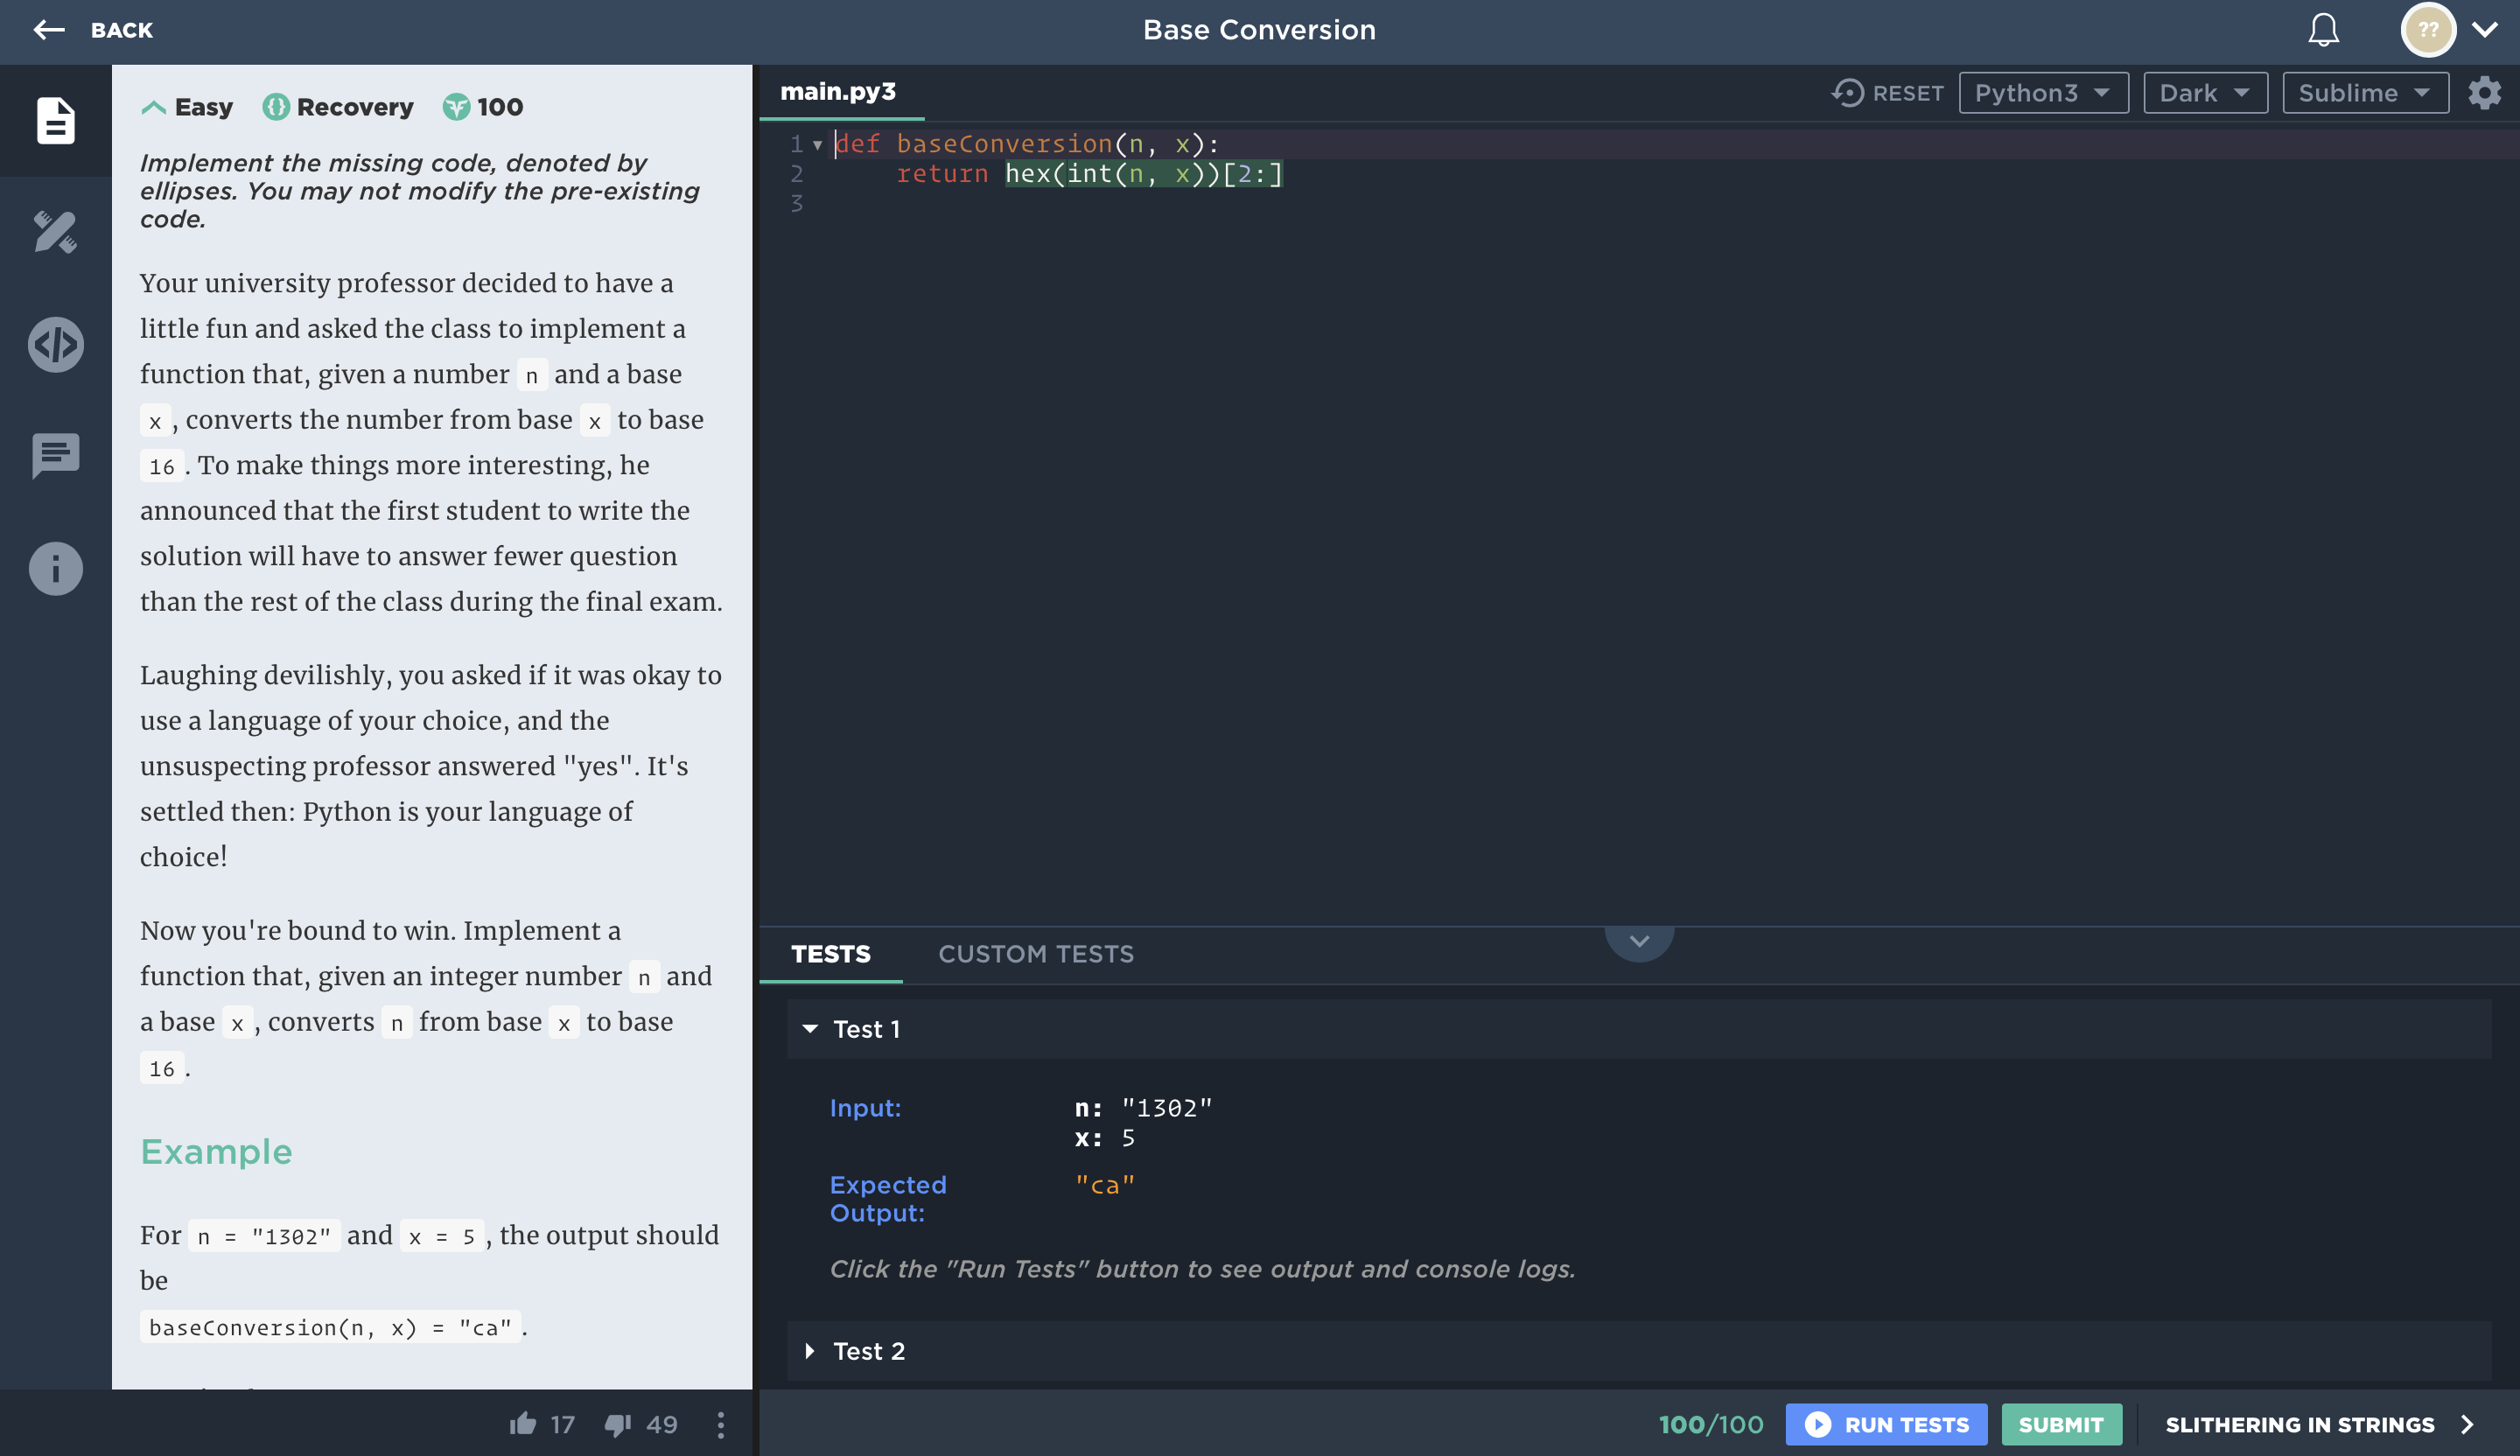 BACK
Base Conversion
??
Easy Recovery 100
Implement the missing code, denoted by
ellipses. You may not modify the pre-existing
code.
Your university professor decided to have a
little fun and asked the class to implement a
function that, given a number n and a base
x, converts the number from base x to base
16. To make things more interesting, he
announced that the first student to write the
solution will have to answer fewer question
than the rest of the class during the final exam.
Laughing devilishly, you asked if it was okay to
use a language of your choice, and the
unsuspecting professor answered "yes". It's
settled then: Python is your language of
choice!
Now you're bound to win. Implement a
function that, given an integer number n and
a base x, converts n from base x to base
16.
Example
For n = "1302" and x = 5, the output should
be
baseConversion(n, x) = "ca".
17 49
main.py3
RESET Python3 Dark Sublime
1 def baseConversion(n, x):
2 return hex(int(n, x))[2:]
3
TESTS CUSTOM TESTS
Test 1
Input: n: "1302"
x: 5
Expected "ca"
Output:
Click the "Run Tests" button to see output and console logs.
Test 2
100/100 RUN TESTS SUBMIT SLITHERING IN STRINGS